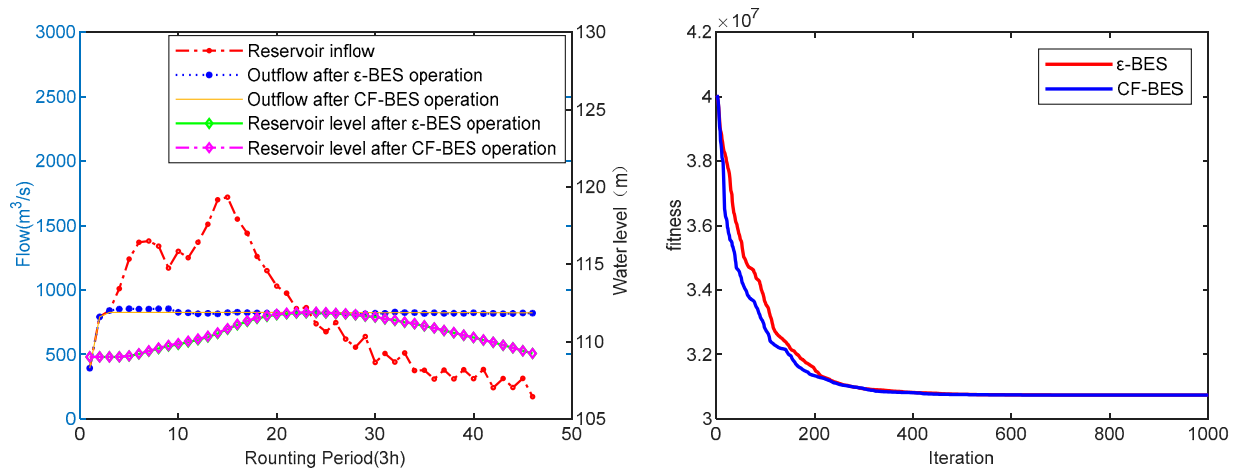 3000
2500
2000
1500
1000
500
0
Flow(m³/s)
130
125
120
115
110
105
Water level（m）
Reservoir inflow
Outflow after ε-BES operation
Outflow after CF-BES operation
Reservoir level after ε-BES operation
Reservoir level after CF-BES operation
0 10 20 30 40 50
Rounting Period(3h)
×10⁷
4.2
4
3.8
3.6
3.4
3.2
3
fitness
ε-BES
CF-BES
0 200 400 600 800 1000
Iteration